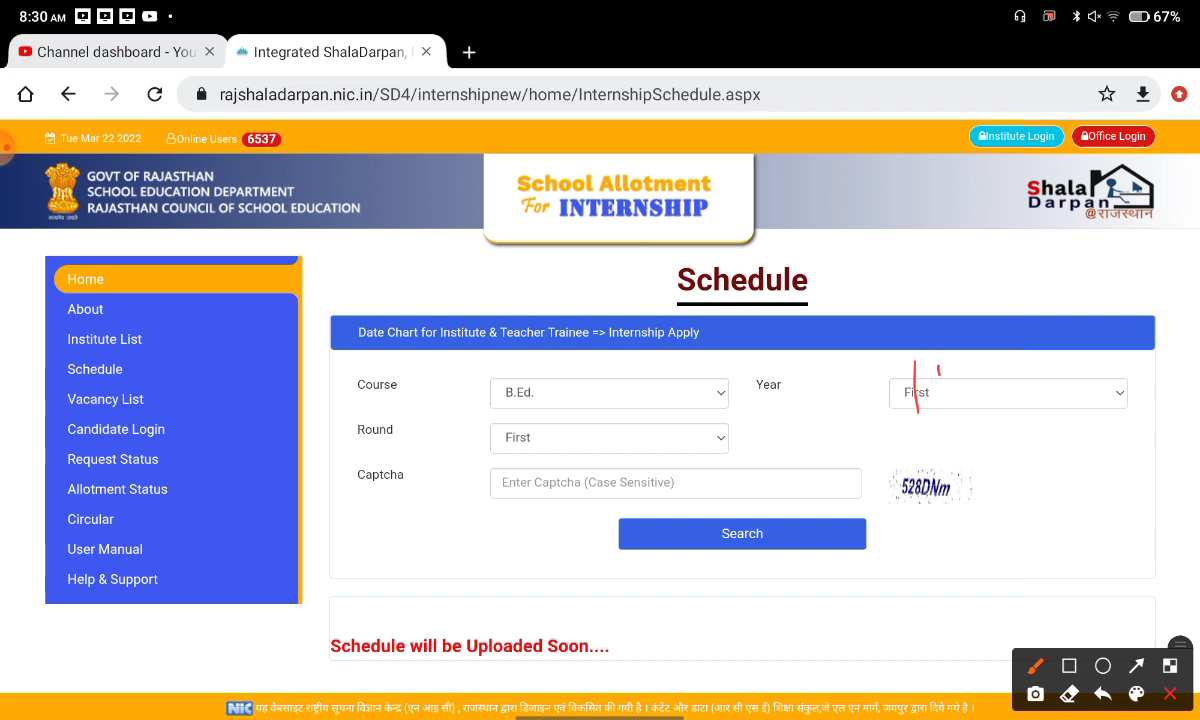 8:30 AM
67%
Channel dashboard - You
Integrated ShalaDarpan,
rajshaladarpan.nic.in/SD4/internshipnew/home/InternshipSchedule.aspx
Tue Mar 22 2022
Online Users 6537
Institute Login
Office Login
GOVT OF RAJASTHAN
SCHOOL EDUCATION DEPARTMENT
RAJASTHAN COUNCIL OF SCHOOL EDUCATION
School Allotment
For INTERNSHIP
Shala
Darpan
@राजस्थान
Home
About
Institute List
Schedule
Vacancy List
Candidate Login
Request Status
Allotment Status
Circular
User Manual
Help & Support
Schedule
Date Chart for Institute & Teacher Trainee => Internship Apply
Course
B.Ed.
Year
First
Round
First
Captcha
Enter Captcha (Case Sensitive)
528DNm
Search
Schedule will be Uploaded Soon....
NIC यह वेबसाइट राष्ट्रीय सूचना विज्ञान केन्द्र (एन आइ सी) , राजस्थान द्वारा डिजाइन एवं विकसित की गयी है । कंटेंट और डाटा (आर सी एस ई) शिक्षा संकुल,जे एल एन मार्ग, जयपुर द्वारा दिये गये है ।